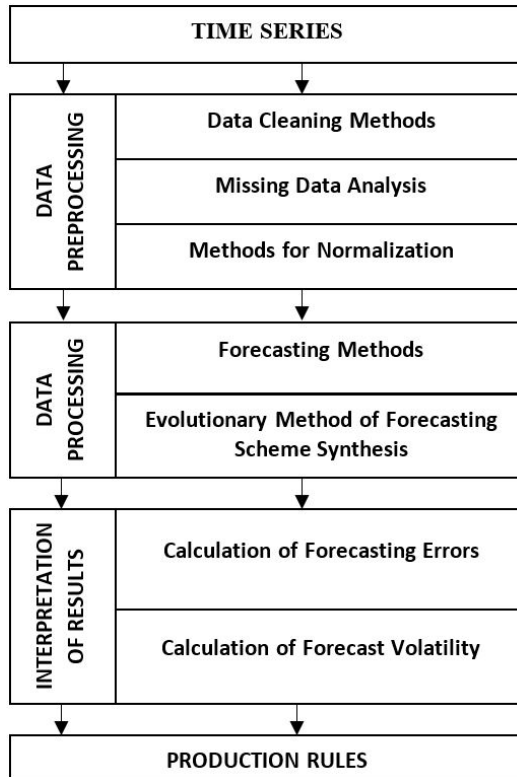 TIME SERIES
DATA
PREPROCESSING
Data Cleaning Methods
Missing Data Analysis
Methods for Normalization
DATA
PROCESSING
Forecasting Methods
Evolutionary Method of Forecasting
Scheme Synthesis
INTERPRETATION
OF RESULTS
Calculation of Forecasting Errors
Calculation of Forecast Volatility
PRODUCTION RULES